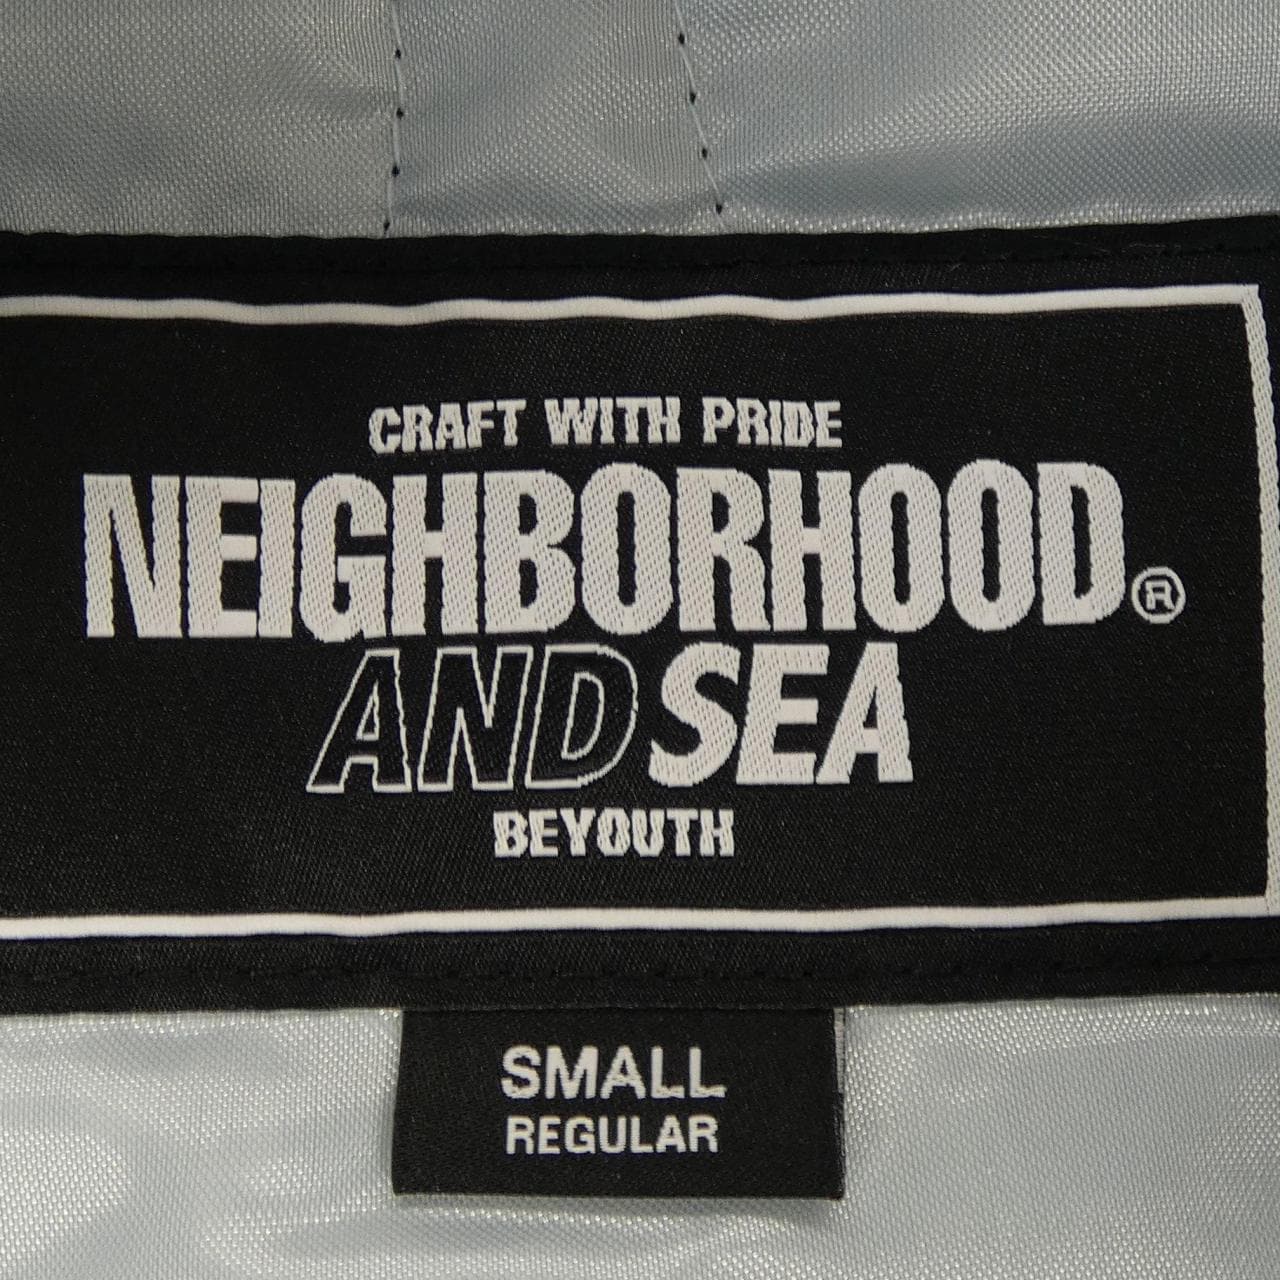 CRAFT WITH PRIDE
NEIGHBORHOOD®
AND SEA
BEYOUTH
SMALL
REGULAR